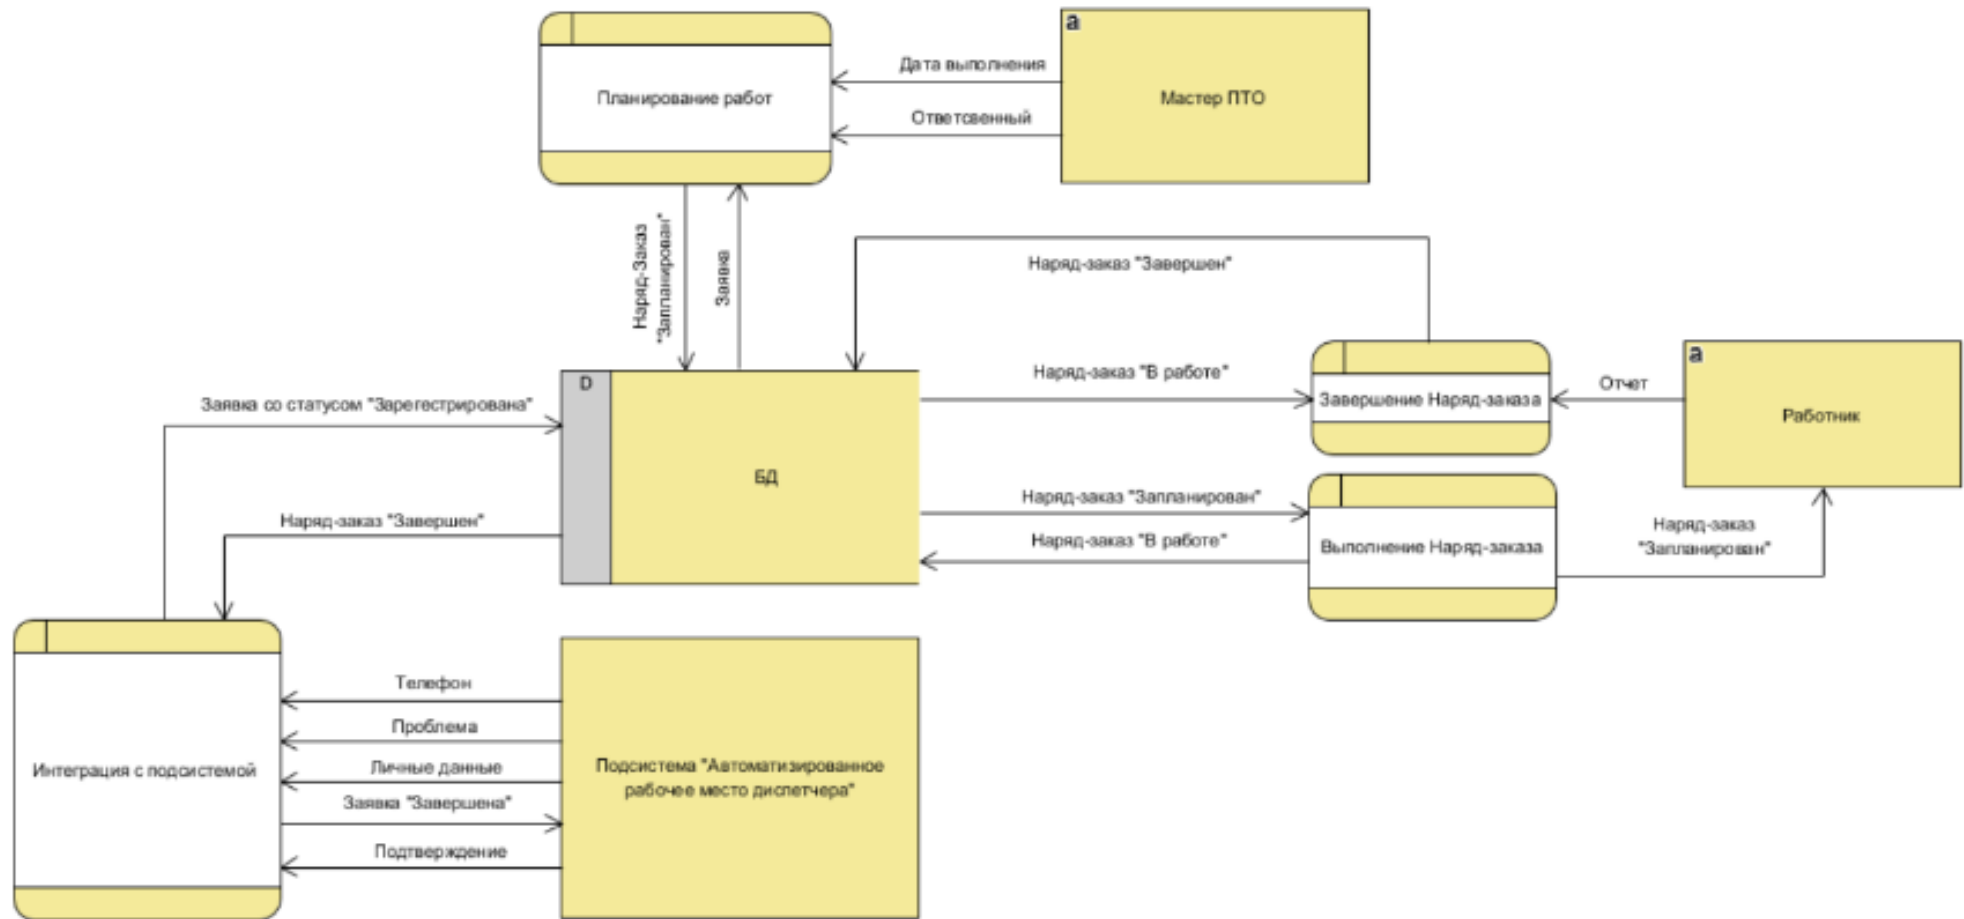 a
Дата выполнения
Планирование работ
Мастер ПТО
Ответсвенный
Наряд-Заказ
"Запланирован"
Заявка
Наряд-заказ "Завершен"
a
D
Наряд-заказ "В работе"
Отчет
Заявка со статусом "Зарегестрирована"
Завершение Наряд-заказа
Работник
БД
Наряд-заказ "Запланирован"
Наряд-заказ "Завершен"
Наряд-заказ
"Запланирован"
Наряд-заказ "В работе"
Выполнение Наряд-заказа
Телефон
Проблема
Личные данные
Интеграция с подсистемой
Подсистема "Автоматизированное
рабочее место диспетчера"
Заявка "Завершена"
Подтверждение